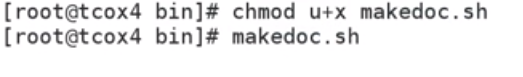 [root@tcox4 bin]# chmod u+x makedoc.sh
[root@tcox4 bin]# makedoc.sh